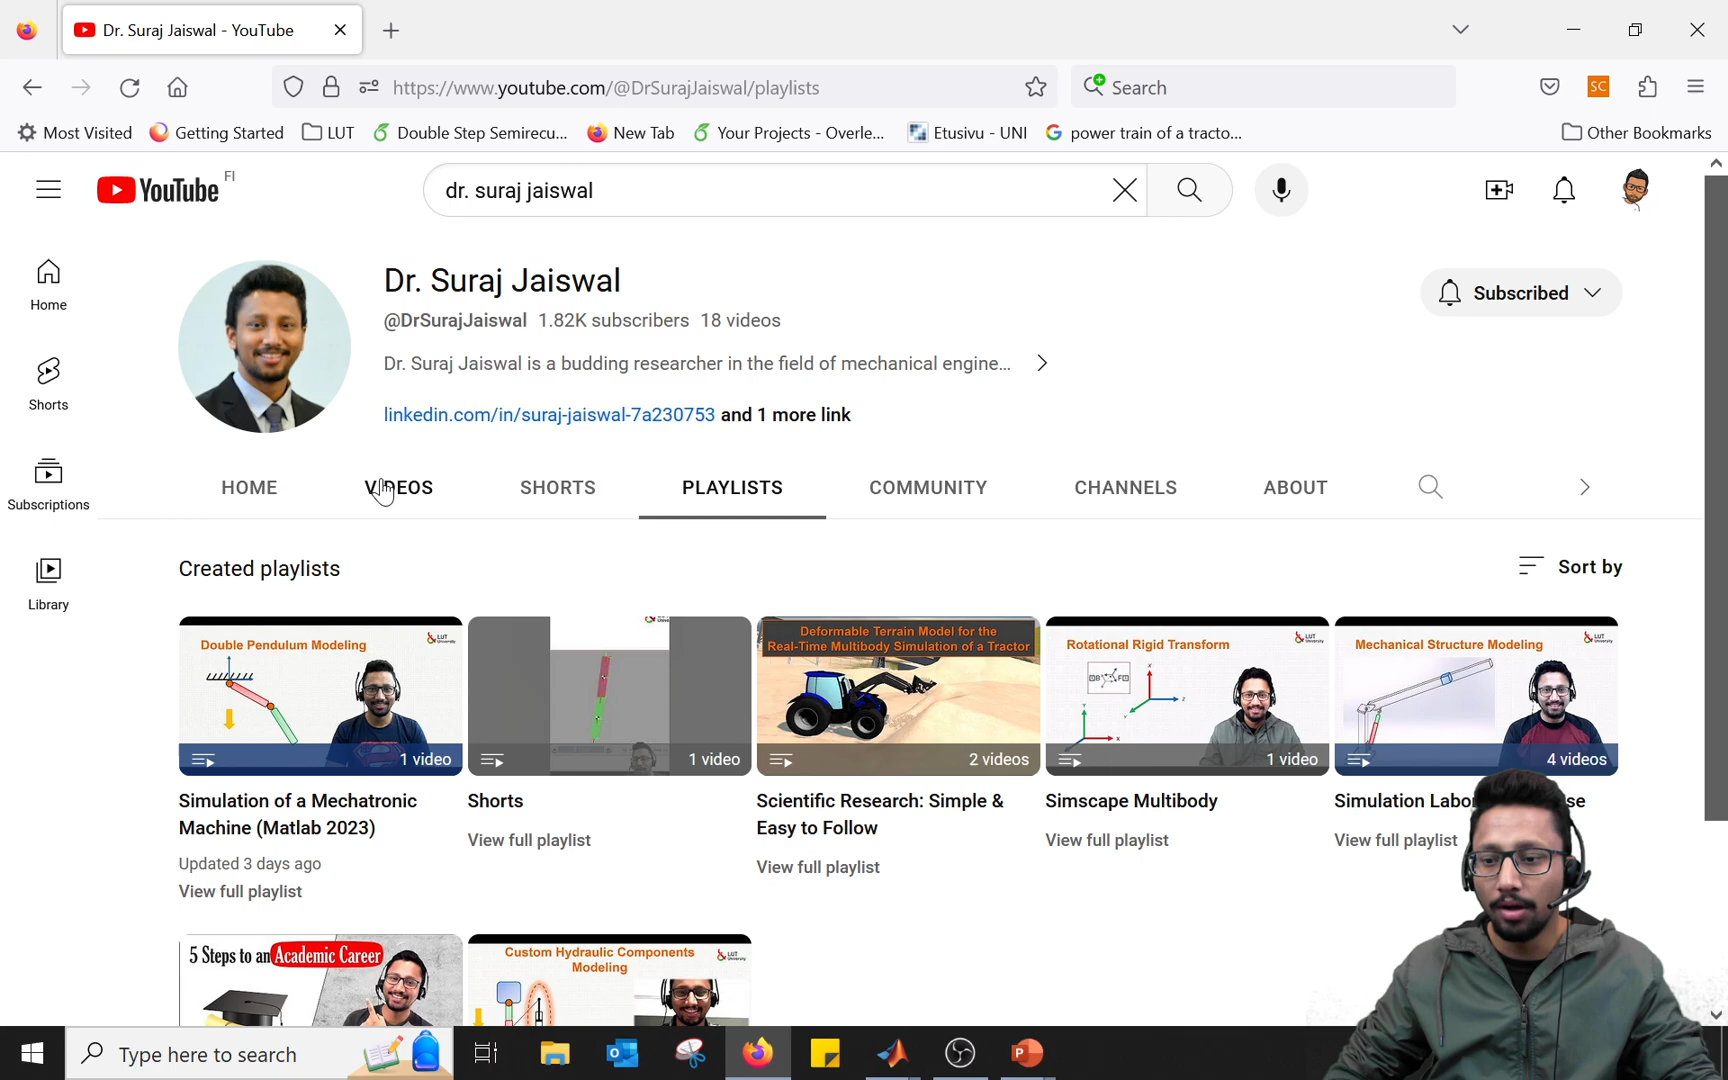 Dr. Suraj Jaiswal - YouTube
https://www.youtube.com/@DrSurajJaiswal/playlists
SC
Search
Most Visited
Getting Started
LUT
Double Step Semirecu...
New Tab
Your Projects - Overle...
Etusivu - UNI
power train of a tracto...
Other Bookmarks
YouTube FI
dr. suraj jaiswal
Home
Shorts
Subscriptions
Library
Dr. Suraj Jaiswal
@DrSurajJaiswal 1.82K subscribers 18 videos
Dr. Suraj Jaiswal is a budding researcher in the field of mechanical engine...
linkedin.com/in/suraj-jaiswal-7a230753 and 1 more link
Subscribed
HOME
VIDEOS
SHORTS
PLAYLISTS
COMMUNITY
CHANNELS
ABOUT
Created playlists
Sort by
Double Pendulum Modeling
LUT
University
1 video
Simulation of a Mechatronic
Machine (Matlab 2023)
Updated 3 days ago
View full playlist
1 video
Shorts
View full playlist
Deformable Terrain Model for the
Real-Time Multibody Simulation of a Tractor
2 videos
Scientific Research: Simple &
Easy to Follow
View full playlist
Rotational Rigid Transform
LUT
University
1 video
Simscape Multibody
View full playlist
Mechanical Structure Modeling
LUT
University
4 videos
Simulation Labo
se
View full playlist
5 Steps to an Academic Career
Custom Hydraulic Components
Modeling
LUT
University
Type here to search